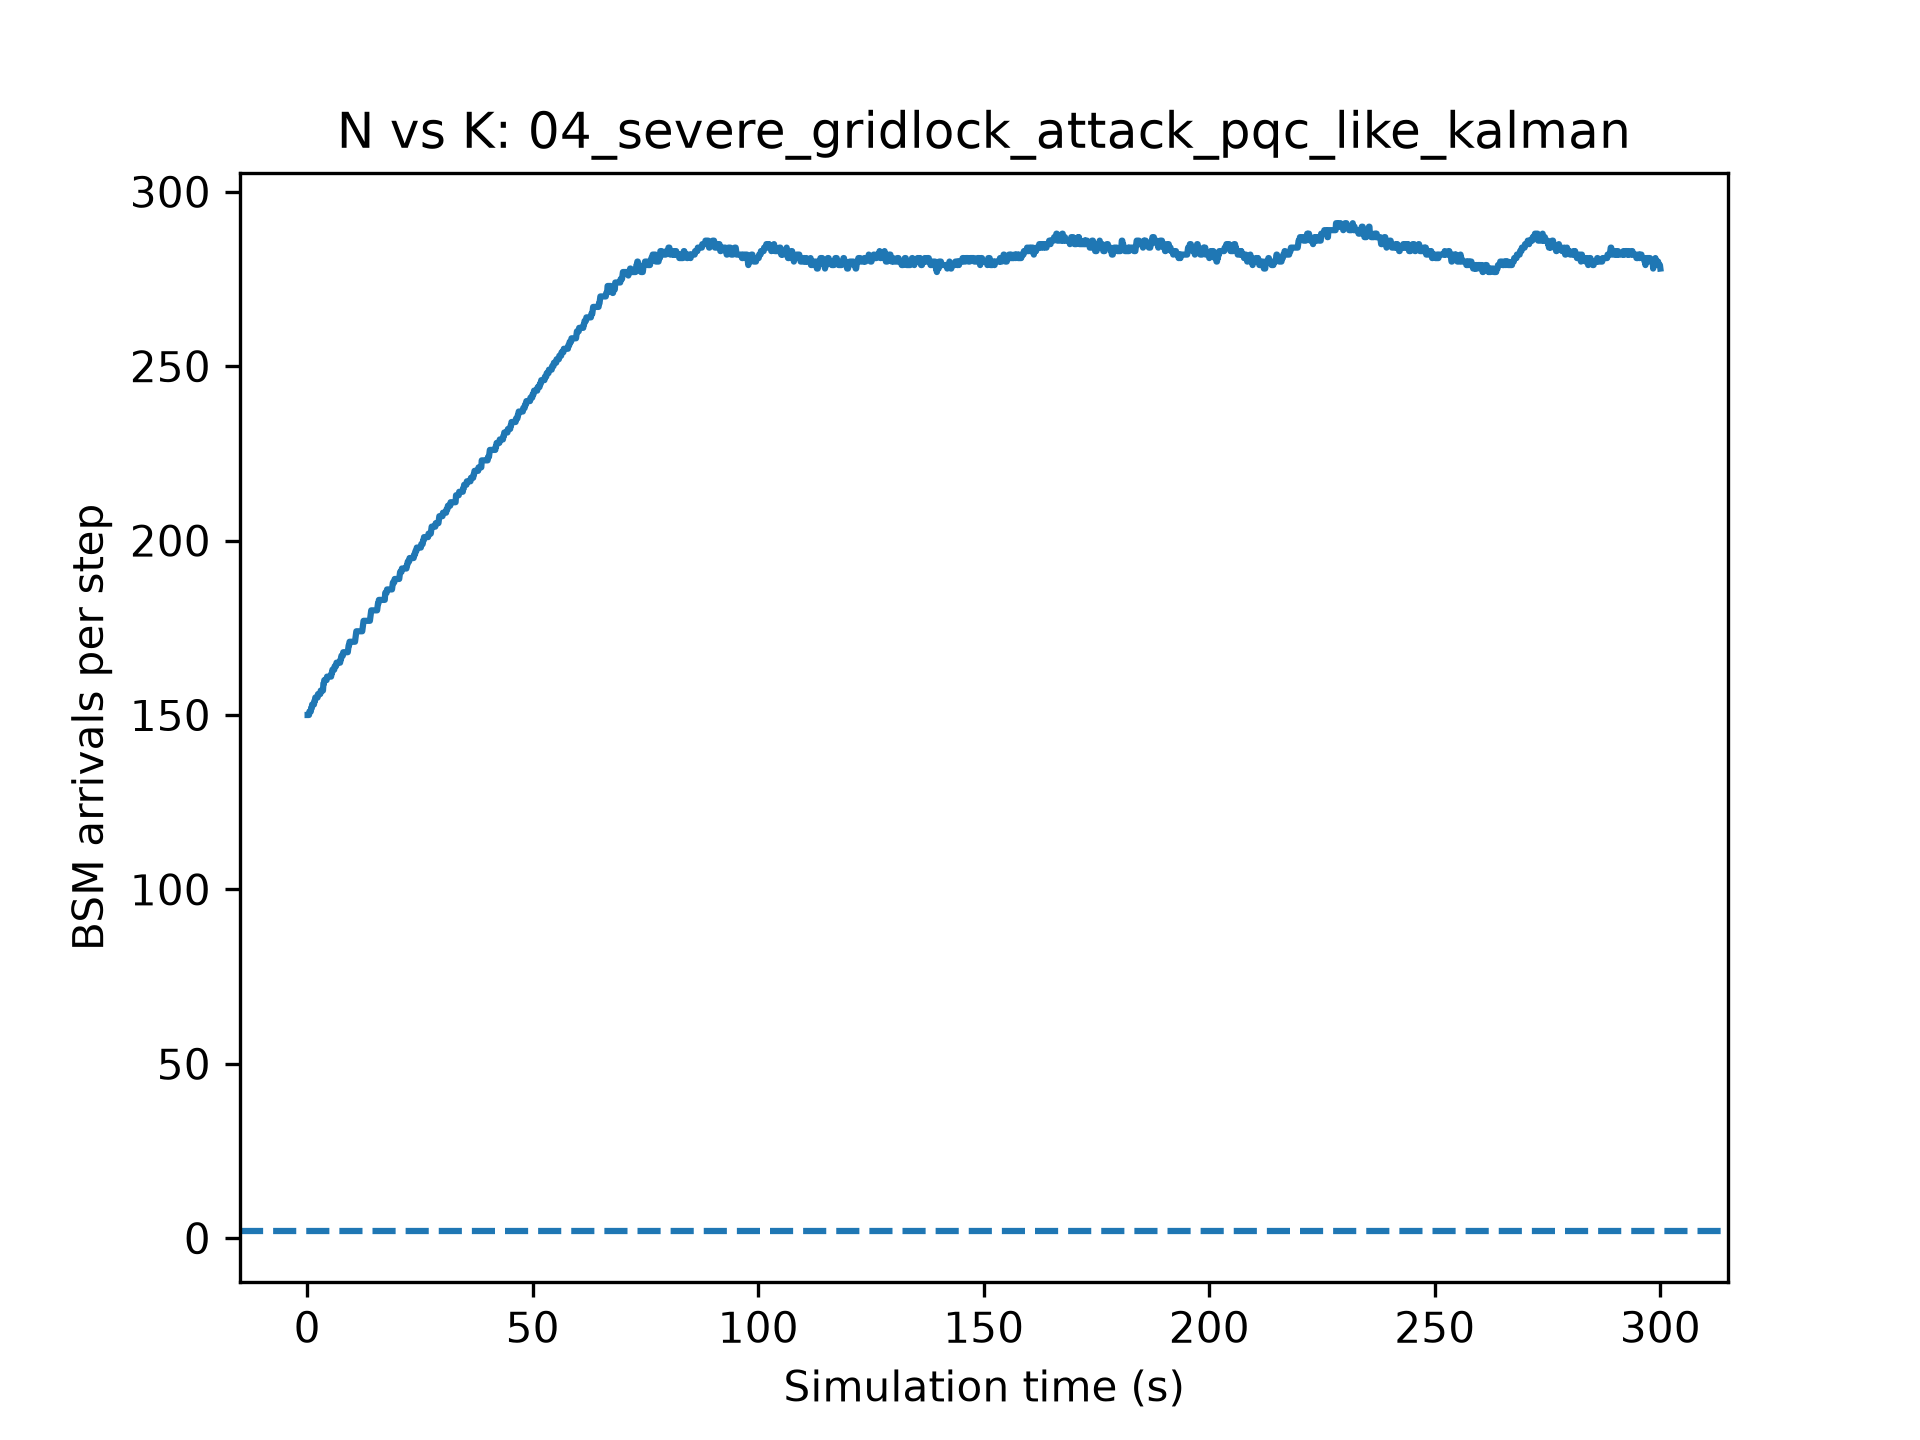 N vs K: 04_severe_gridlock_attack_pqc_like_kalman
300
250
200
150
100
50
0
BSM arrivals per step
0 50 100 150 200 250 300
Simulation time (s)